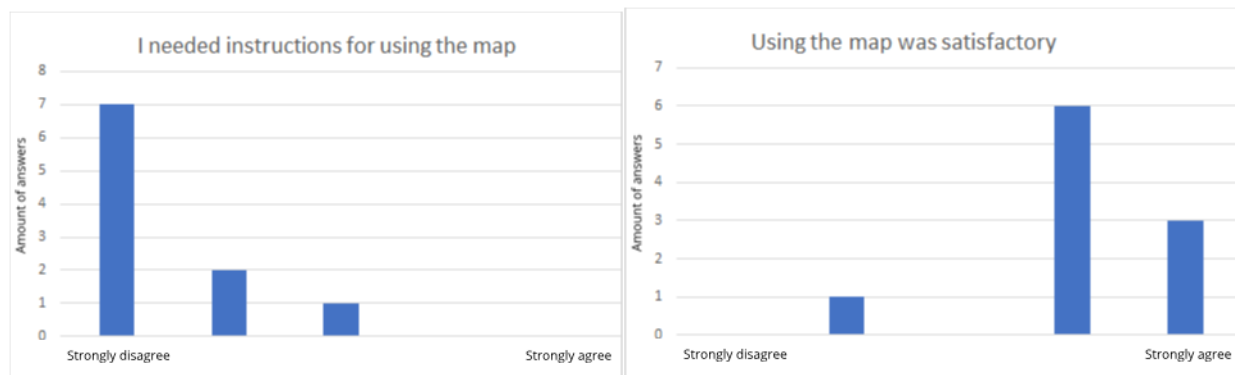 I needed instructions for using the map
8
7
6
5
4
3
2
1
0
Amount of answers
Strongly disagree
Strongly agree
Using the map was satisfactory
7
6
5
4
3
2
1
0
Amount of answers
Strongly disagree
Strongly agree